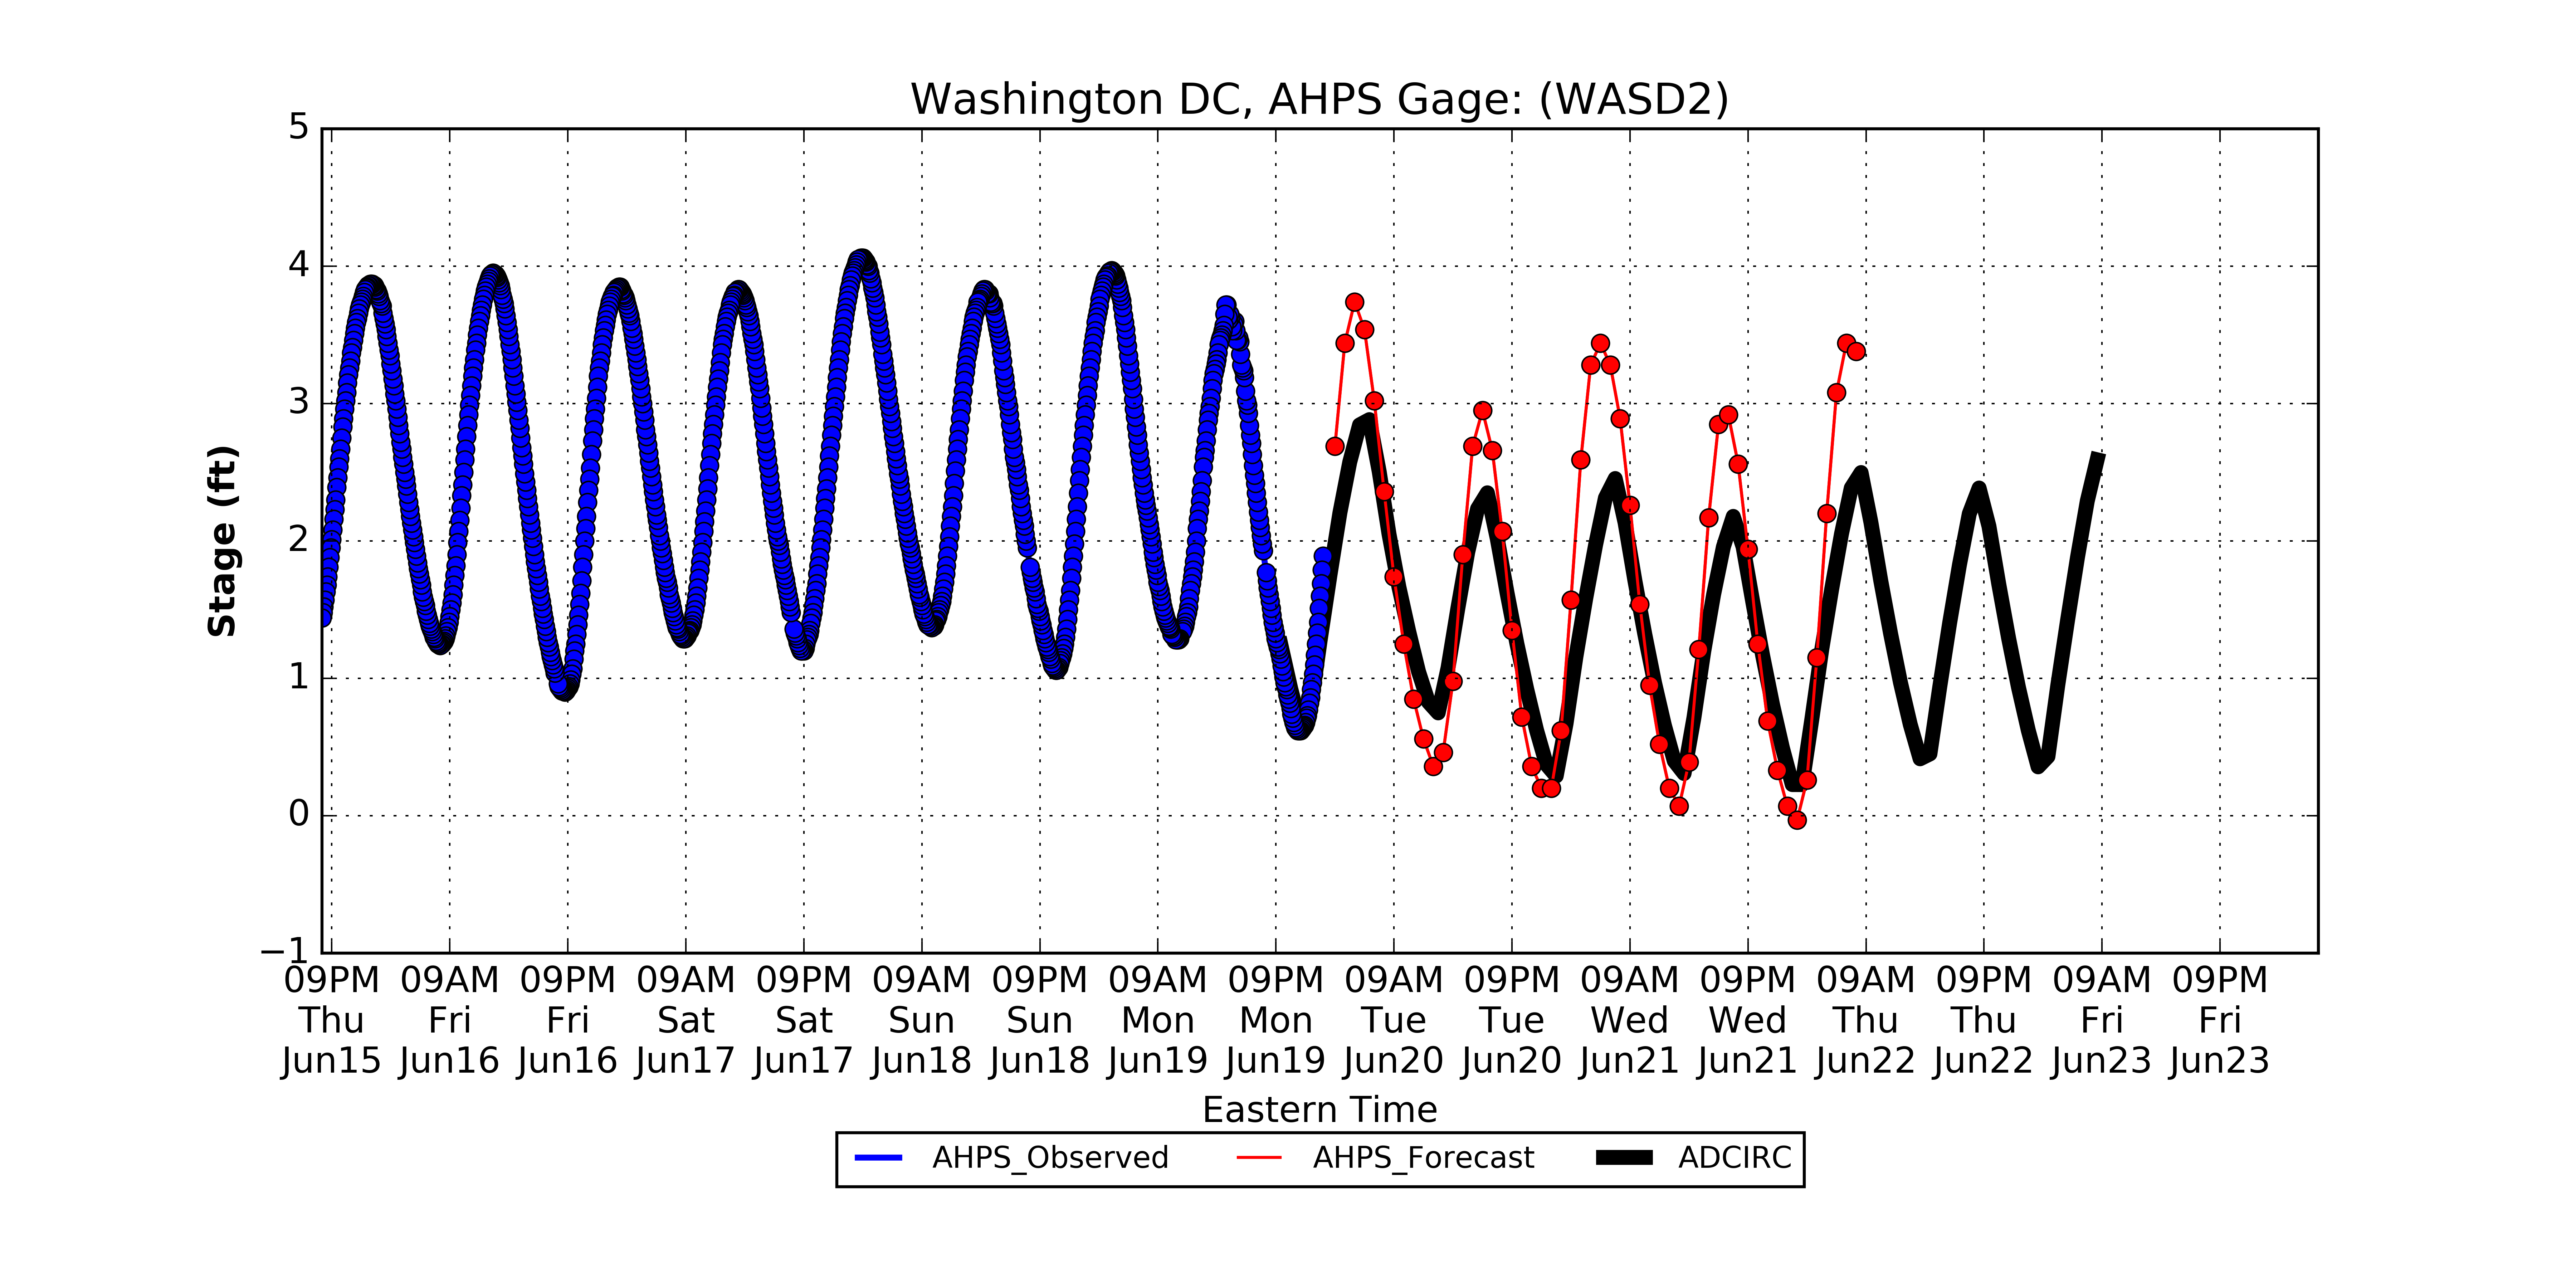 Washington DC, AHPS Gage: (WASD2)
5
4
3
2
1
0
−1
Stage (ft)
09PM 09AM 09PM 09AM 09PM 09AM 09PM 09AM 09PM 09AM 09PM 09AM 09PM 09AM 09PM 09AM 09PM
Thu Fri Fri Sat Sat Sun Sun Mon Mon Tue Tue Wed Wed Thu Thu Fri Fri
Jun15 Jun16 Jun16 Jun17 Jun17 Jun18 Jun18 Jun19 Jun19 Jun20 Jun20 Jun21 Jun21 Jun22 Jun22 Jun23 Jun23
Eastern Time
AHPS_Observed AHPS_Forecast ADCIRC